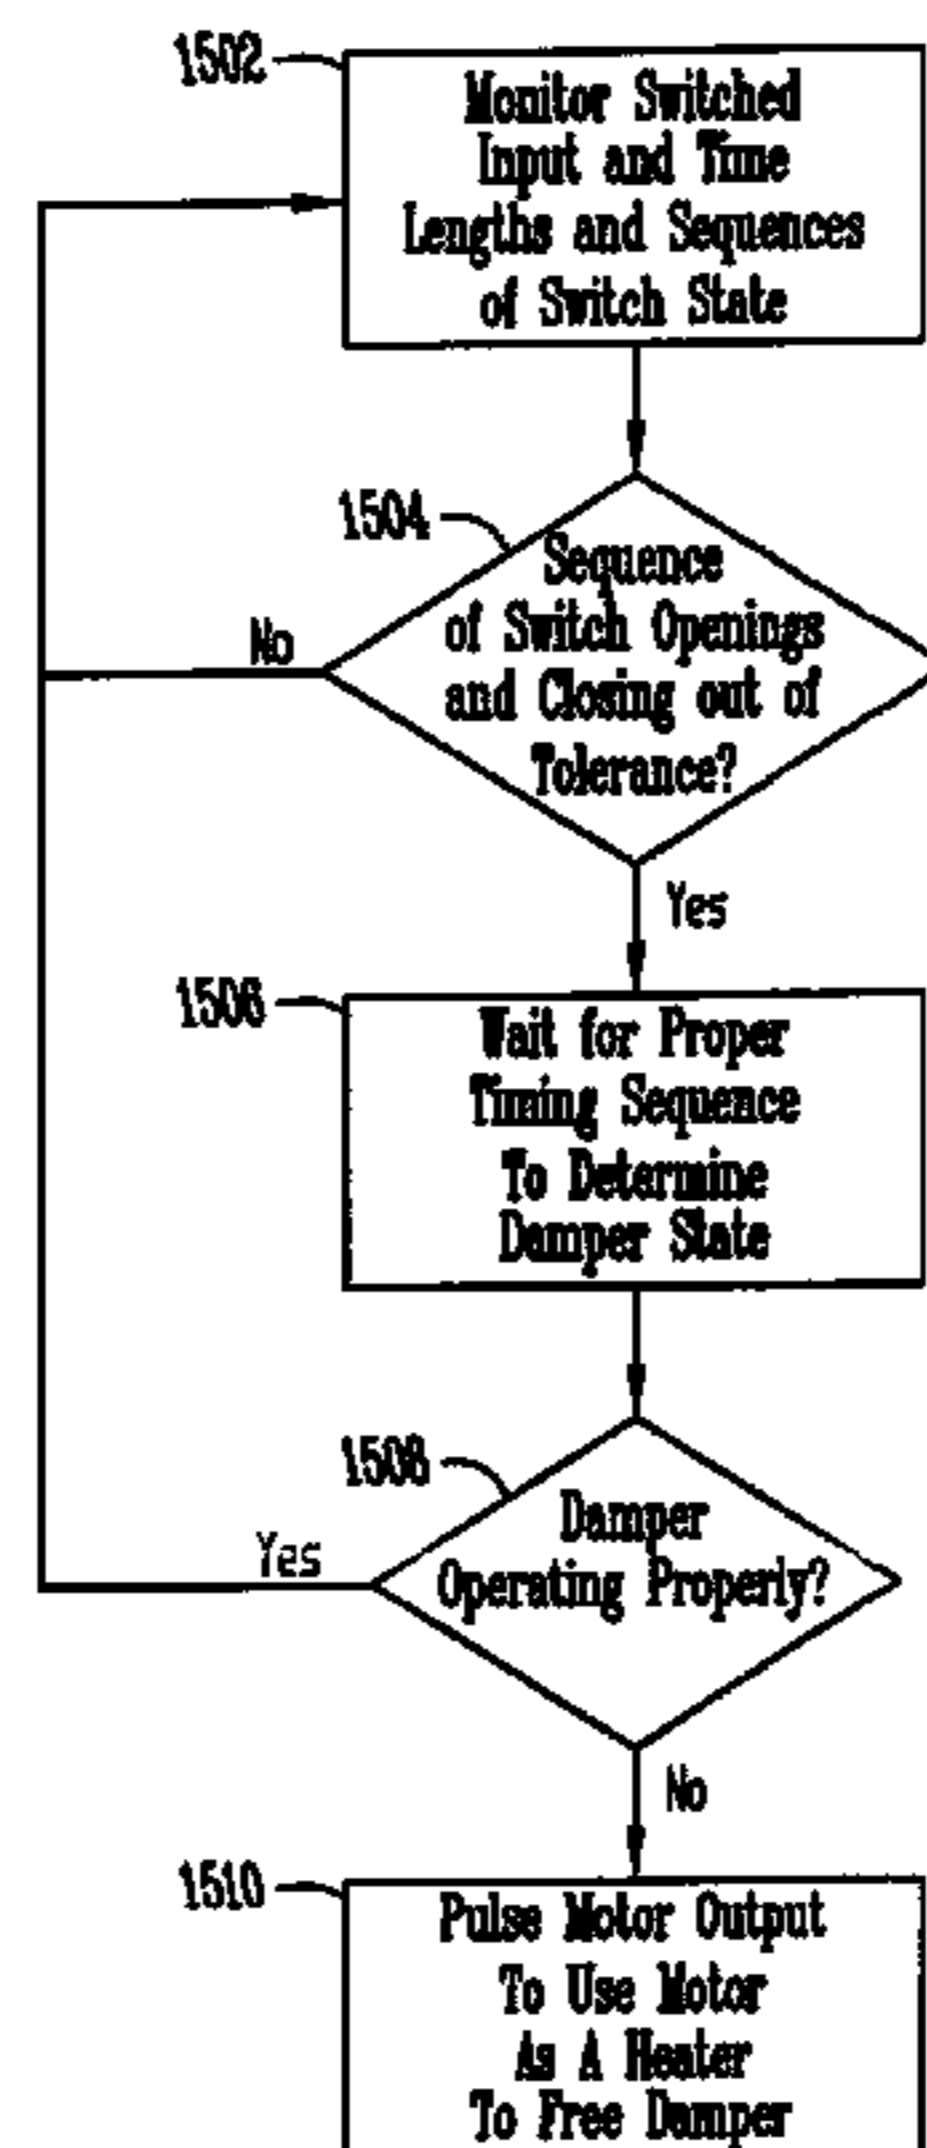 1502
Monitor Switched
Input and Time
Lengths and Sequences
of Switch State
1504
Sequence
of Switch Openings
and Closing out of
Tolerance?
No
Yes
1506
Wait for Proper
Timing Sequence
To Determine
Damper State
1508
Damper
Operating Properly?
Yes
No
1510
Pulse Motor Output
To Use Motor
As A Heater
To Free Damper